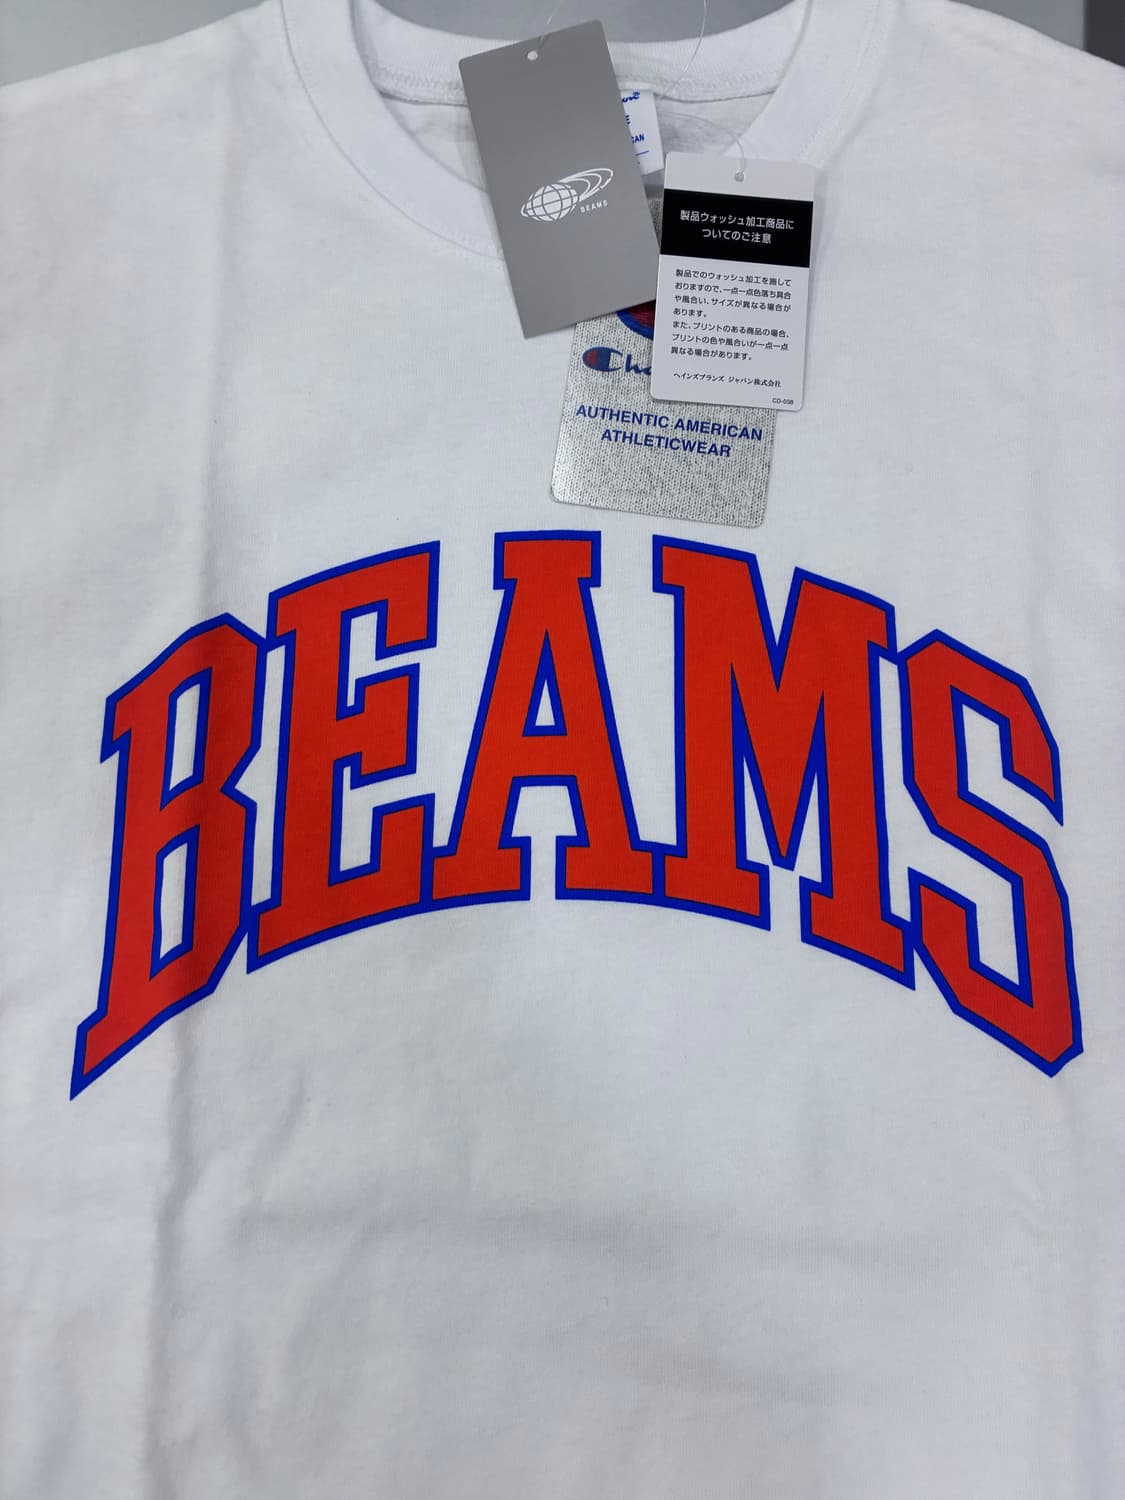 BEAMS
製品ウォッシュ加工商品に
ついてのご注意
製品でのウォッシュ加工を施して
おりますので、一点一点色落ち具合
や風合い、サイズが異なる場合が
あります。
また、プリントのある商品の場合、
プリントの色や風合いが一点一点
異なる場合があります。
ヘインズブランズ ジャパン株式会社
CD-038
AUTHENTIC AMERICAN
ATHLETICWEAR
BEAMS